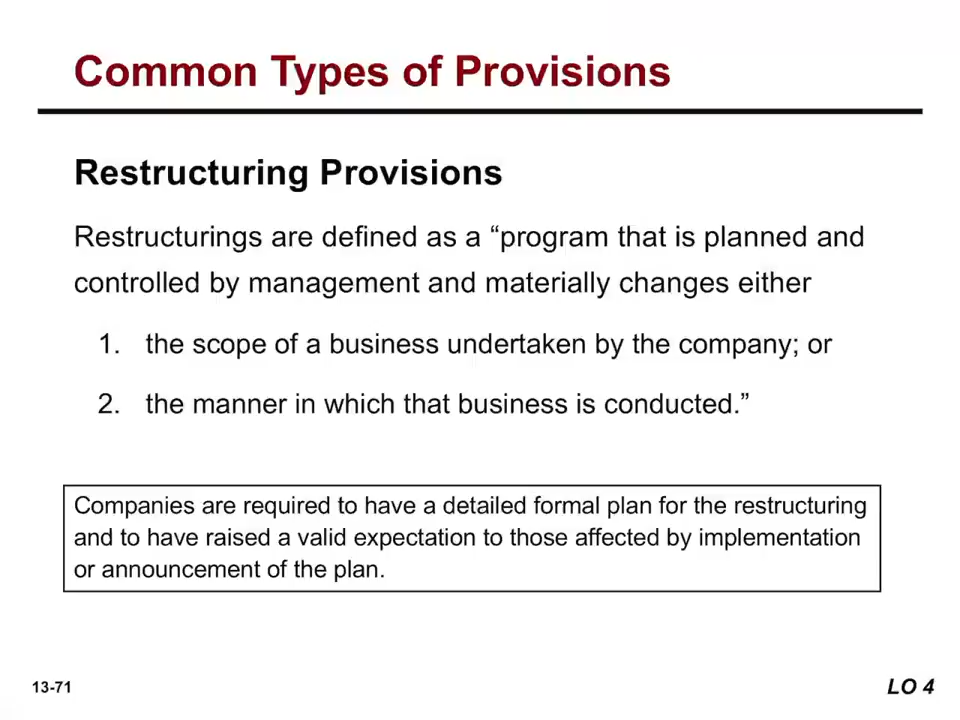 Common Types of Provisions
Restructuring Provisions
Restructurings are defined as a “program that is planned and
controlled by management and materially changes either
1. the scope of a business undertaken by the company; or
2. the manner in which that business is conducted.”
Companies are required to have a detailed formal plan for the restructuring
and to have raised a valid expectation to those affected by implementation
or announcement of the plan.
13-71
LO 4